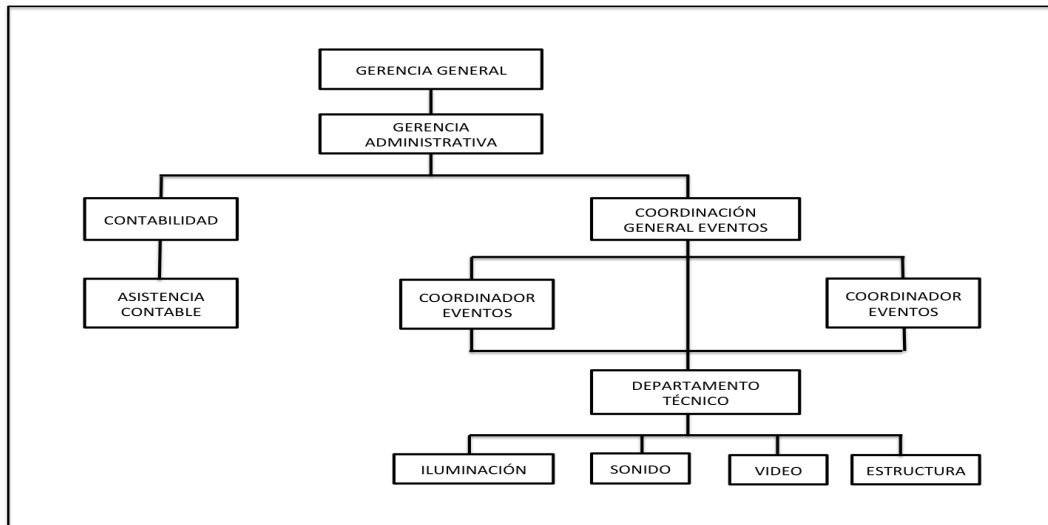 GERENCIA GENERAL
GERENCIA
ADMINISTRATIVA
CONTABILIDAD
COORDINACIÓN
GENERAL EVENTOS
ASISTENCIA
CONTABLE
COORDINADOR
EVENTOS
COORDINADOR
EVENTOS
DEPARTAMENTO
TÉCNICO
ILUMINACIÓN
SONIDO
VIDEO
ESTRUCTURA